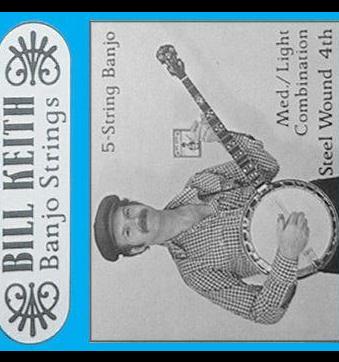 BILL KEITH
Banjo Strings
5-String Banjo
Med./Light
Combination
Steel Wound 4th